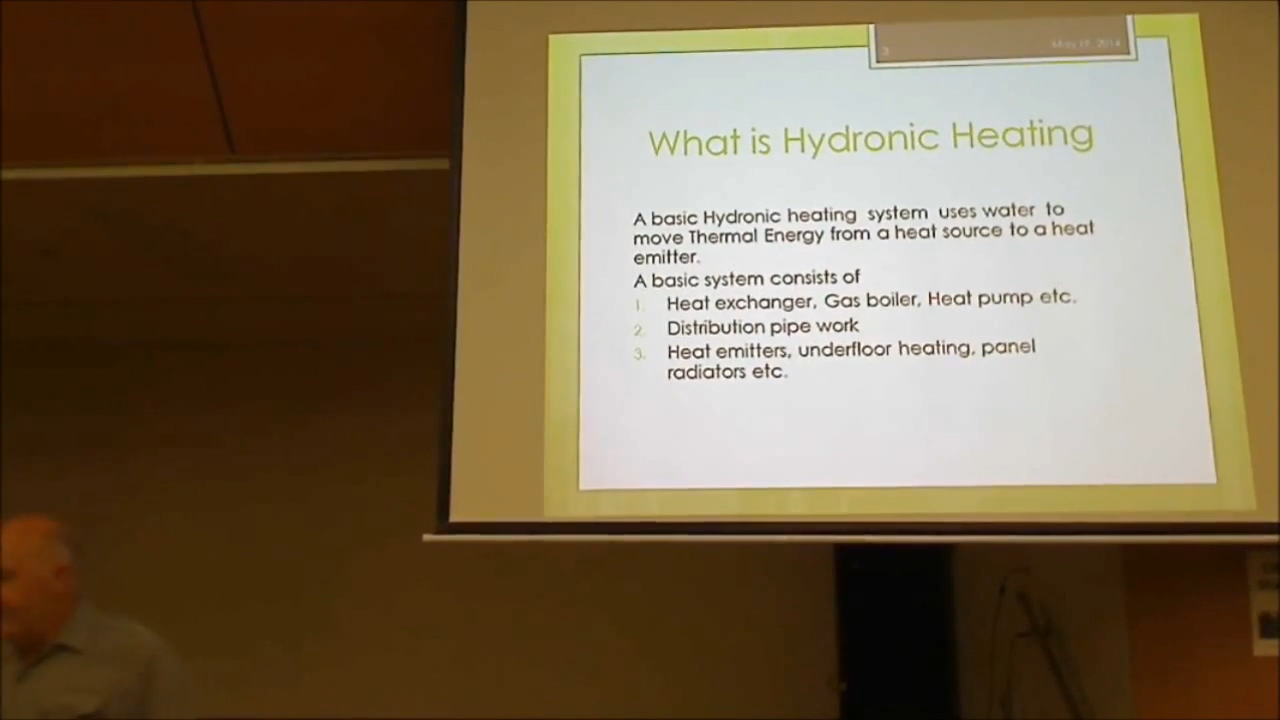 3
What is Hydronic Heating
A basic Hydronic heating system uses water to
move Thermal Energy from a heat source to a heat
emitter.
A basic system consists of
1. Heat exchanger, Gas boiler, Heat pump etc.
2. Distribution pipe work
3. Heat emitters, underfloor heating, panel
radiators etc.